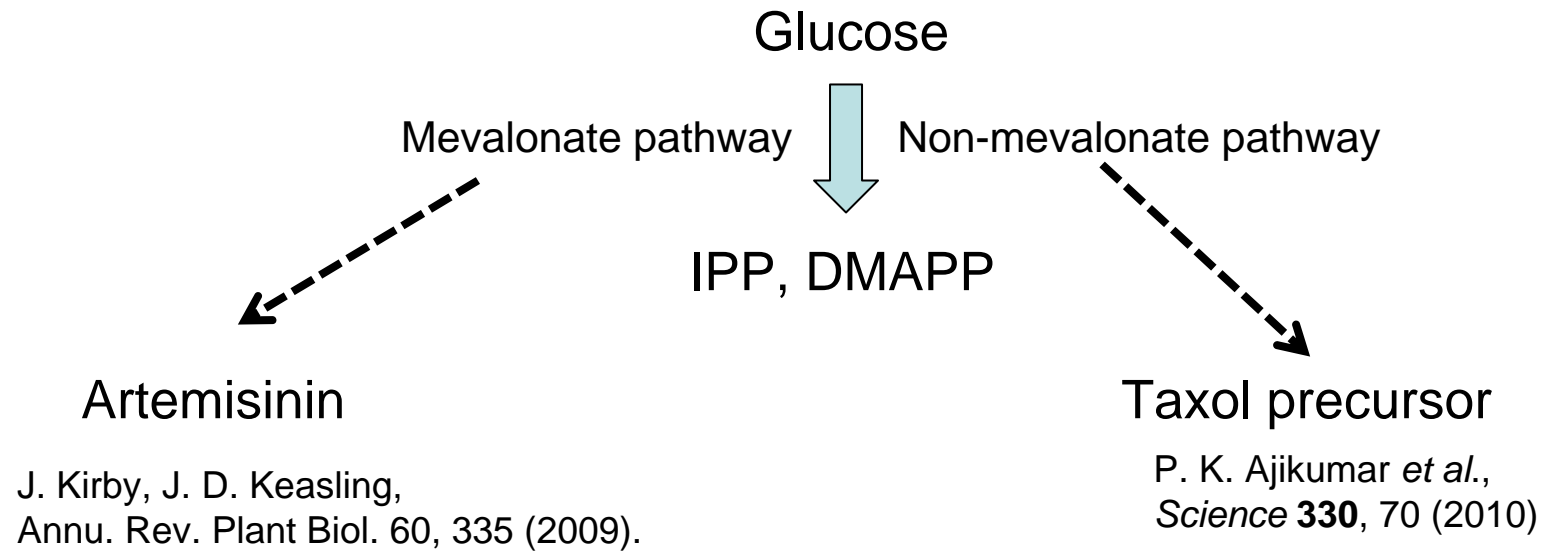 Glucose
Mevalonate pathway
Non-mevalonate pathway
IPP, DMAPP
Artemisinin
J. Kirby, J. D. Keasling,
Annu. Rev. Plant Biol. 60, 335 (2009).
Taxol precursor
P. K. Ajikumar et al.,
Science 330, 70 (2010)